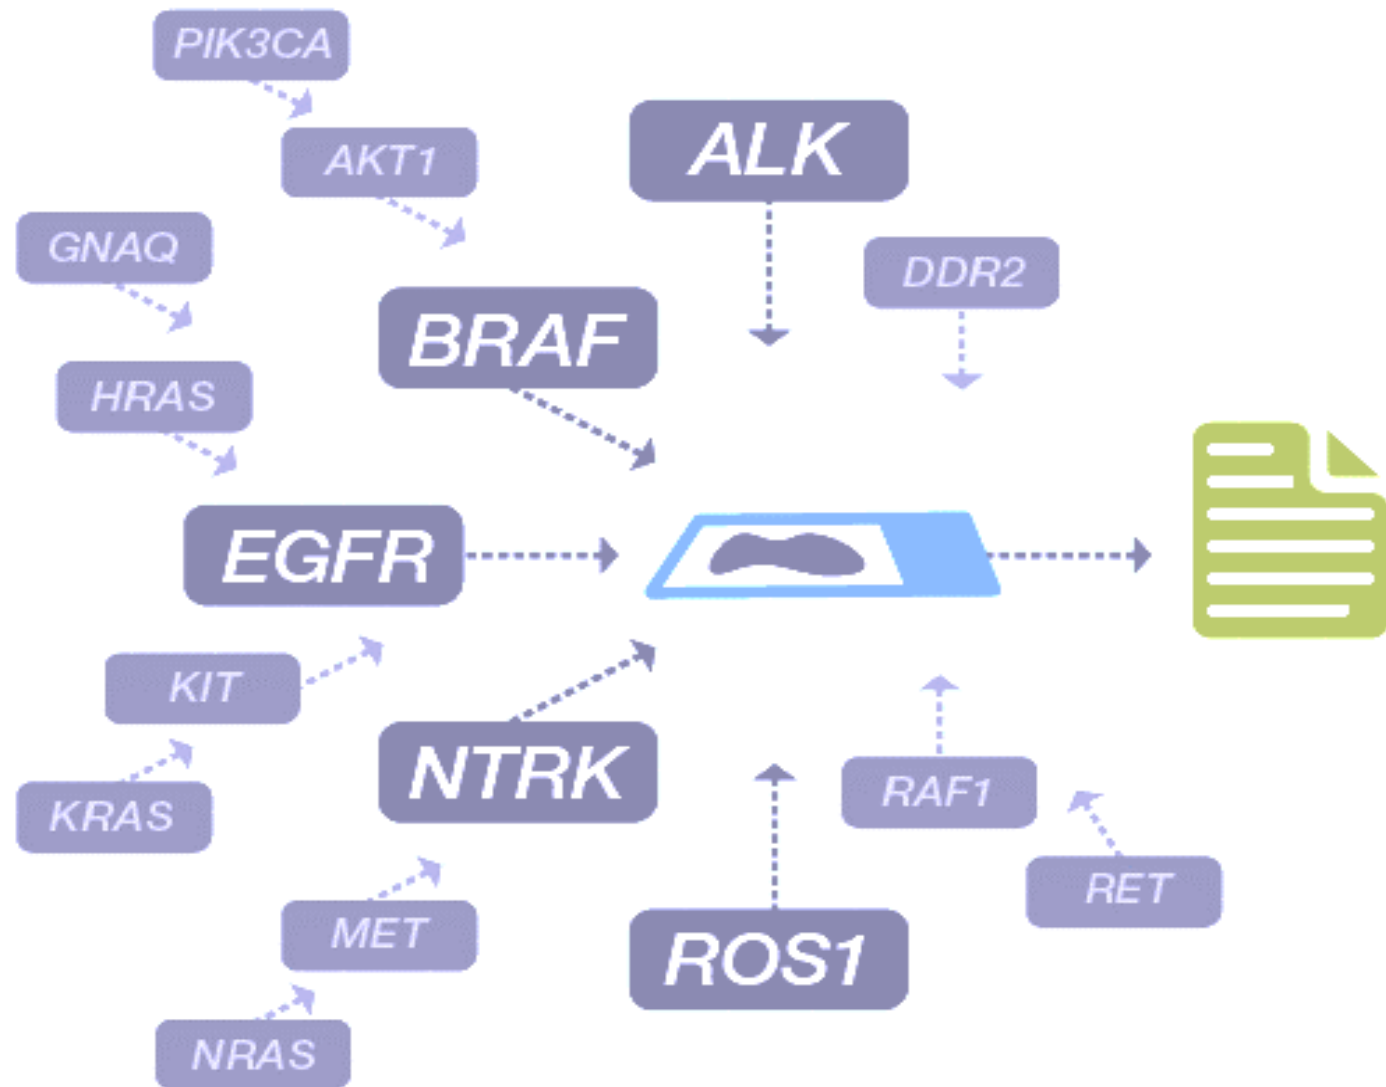 PIK3CA
ALK
AKT1
GNAQ
DDR2
BRAF
HRAS
EGFR
KIT
NTRK
RAF1
KRAS
RET
MET
ROS1
NRAS